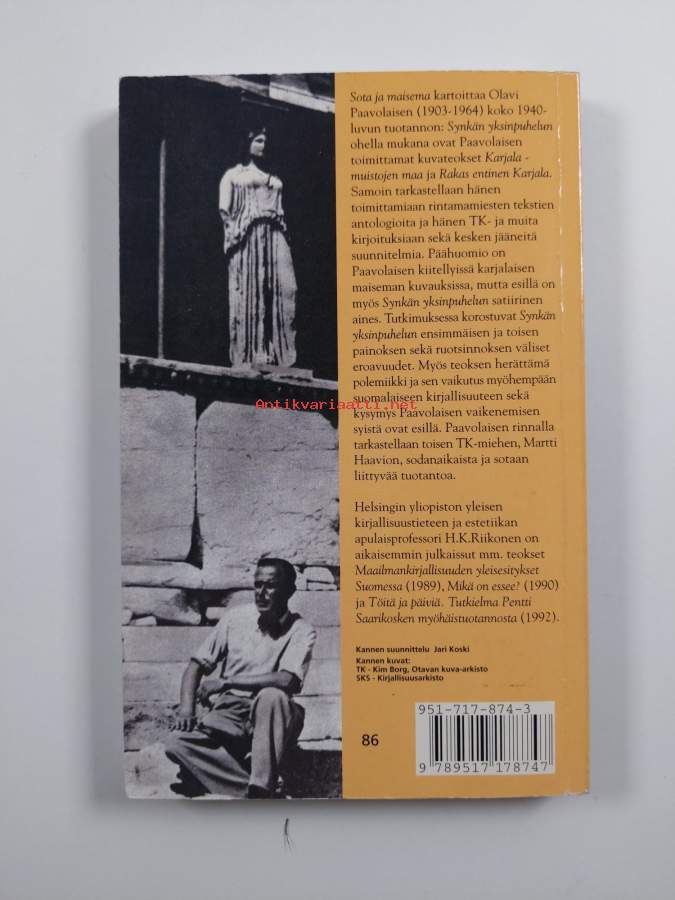 Sota ja maisema kartoittaa Olavi
Paavolaisen (1903-1964) koko 1940-
luvun tuotannon: Synkän yksinpuhelun
ohella mukana ovat Paavolaisen
toimittamat kuvateokset Karjala -
muistojen maa ja Rakas entinen Karjala.
Samoin tarkastellaan hänen
toimittamiaan rintamamiesten tekstien
antologioita ja hänen TK- ja muita
kirjoituksiaan sekä kesken jääneitä
suunnitelmia. Päähuomio on
Paavolaisen kiitellyissä karjalaisen
maiseman kuvauksissa, mutta esillä on
myös Synkän yksinpuhelun satiirinen
aines. Tutkimuksessa korostuvat Synkän
yksinpuhelun ensimmäisen ja toisen
painoksen sekä ruotsinnoksen väliset
eroavuudet. Myös teoksen herättämä
polemiikki ja sen vaikutus myöhempään
suomalaiseen kirjallisuuteen sekä
kysymys Paavolaisen vaikenemisen
syistä ovat esillä. Paavolaisen rinnalla
tarkastellaan toisen TK-miehen, Martti
Haavion, sodanaikaista ja sotaan
liittyvää tuotantoa.
Helsingin yliopiston yleisen
kirjallisuustieteen ja estetiikan
apulaisprofessori H.K.Riikonen on
aikaisemmin julkaissut mm. teokset
Maailmankirjallisuuden yleisesitykset
Suomessa (1989), Mikä on essee? (1990)
ja Töitä ja päiviä. Tutkielma Pentti
Saarikosken myöhäistuotannosta (1992).
Kannen suunnittelu Jari Koski
Kannen kuvat:
TK - Kim Borg, Otavan kuva-arkisto
SKS - Kirjallisuusarkisto
951-717-874-3
86
9 789517 178747
Antikvariaatti.net